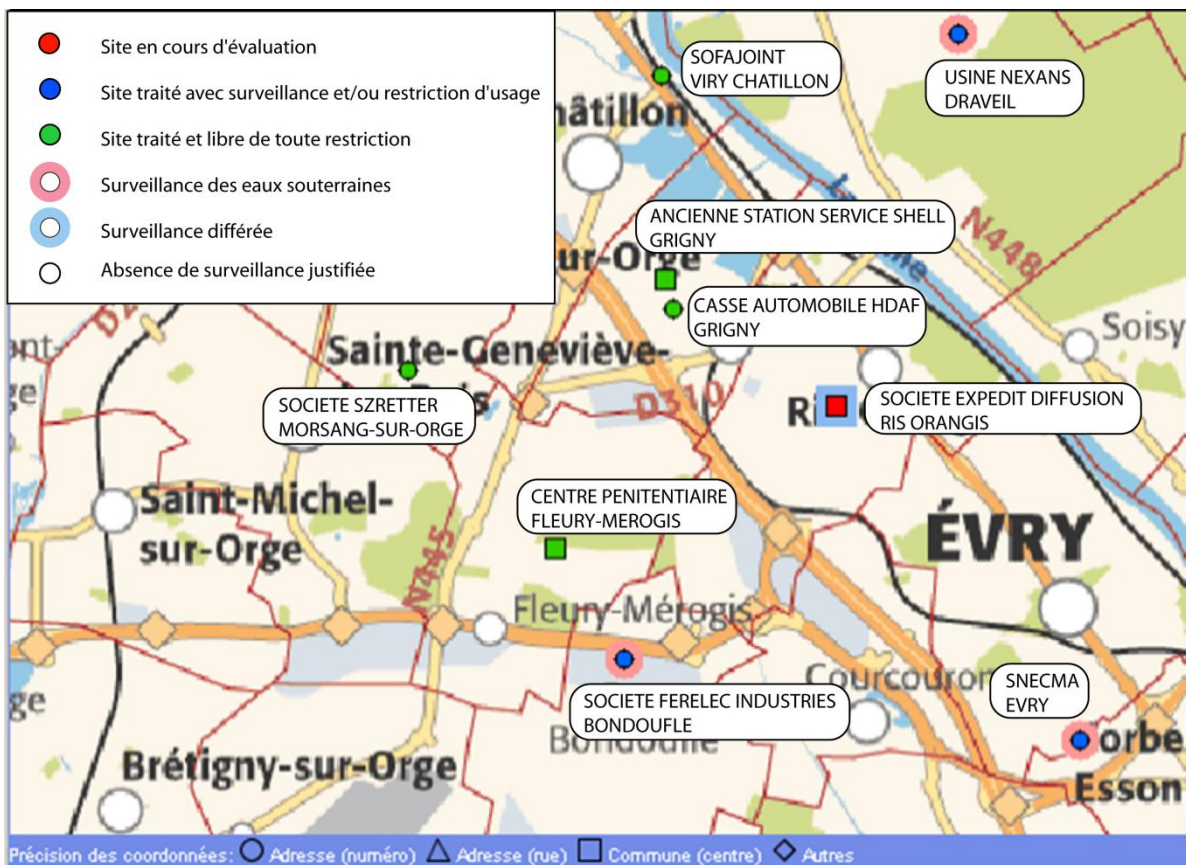 Site en cours d'évaluation
Site traité avec surveillance et/ou restriction d'usage
Site traité et libre de toute restriction
Surveillance des eaux souterraines
Surveillance différée
Absence de surveillance justifiée
SOFAJOINT
VIRY CHATILLON
USINE NEXANS
DRAVEIL
hâtillon
ANCIENNE STATION SERVICE SHELL
GRIGNY
N448
ur-Orge
CASSE AUTOMOBILE HDAF
GRIGNY
Soisy
Sainte-Geneviève-
D310
SOCIETE SZRETTER
MORSANG-SUR-ORGE
SOCIETE EXPEDIT DIFFUSION
RIS ORANGIS
Saint-Michel-
sur-Orge
CENTRE PENITENTIAIRE
FLEURY-MEROGIS
ÉVRY
N445
Fleury-Mérogis
SOCIETE FERELEC INDUSTRIES
BONDOUFLE
Courcouron
SNECMA
EVRY
Bondoufle
Brétigny-sur-Orge
orbe
Esson
Précision des coordonnées: Adresse (numéro) Adresse (rue) Commune (centre) Autres